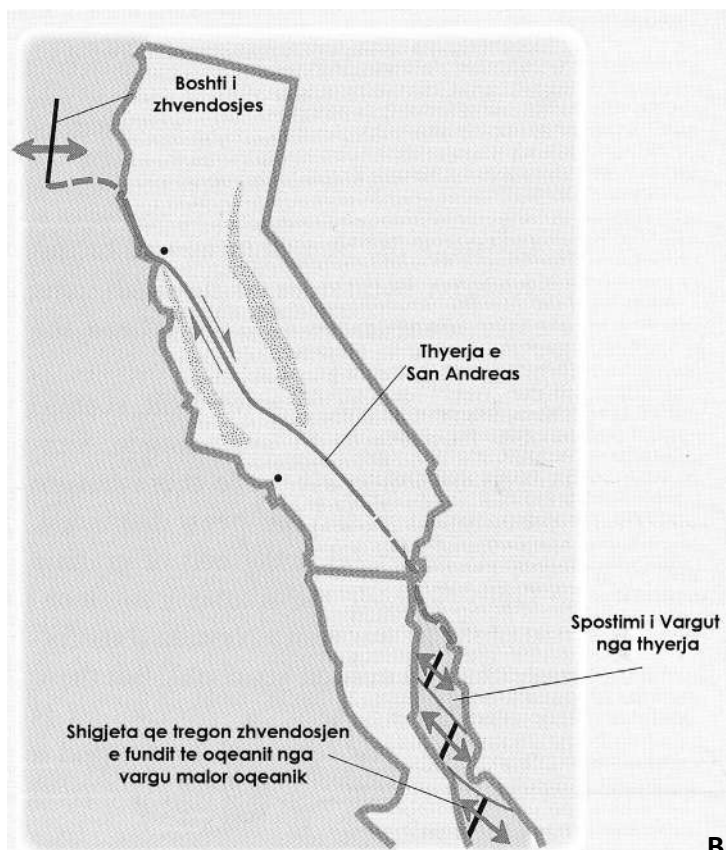 Boshti i
zhvendosjes
Thyerja e
San Andreas
Spostimi i Vargut
nga thyerja
Shigjeta qe tregon zhvendosjen
e fundit te oqeanit nga
vargu malor oqeanik
B